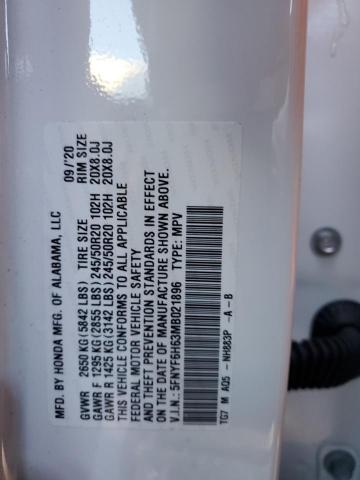 MFD. BY HONDA MFG. OF ALABAMA, LLC 09/'20
GVWR 2650 KG(5842 LBS) TIRE SIZE RIM SIZE
GAWR F 1295 KG(2855 LBS) 245/50R20 102H 20X8.0J
GAWR R 1425 KG(3142 LBS) 245/50R20 102H 20X8.0J
THIS VEHICLE CONFORMS TO ALL APPLICABLE
FEDERAL MOTOR VEHICLE SAFETY BUMPER
AND THEFT PREVENTION STANDARDS IN EFFECT
ON THE DATE OF MANUFACTURE SHOWN ABOVE.
V.I.N.: 5FNYF6H63MB021896 TYPE: MPV
TG7 M AQ5 -NH883P -A -B